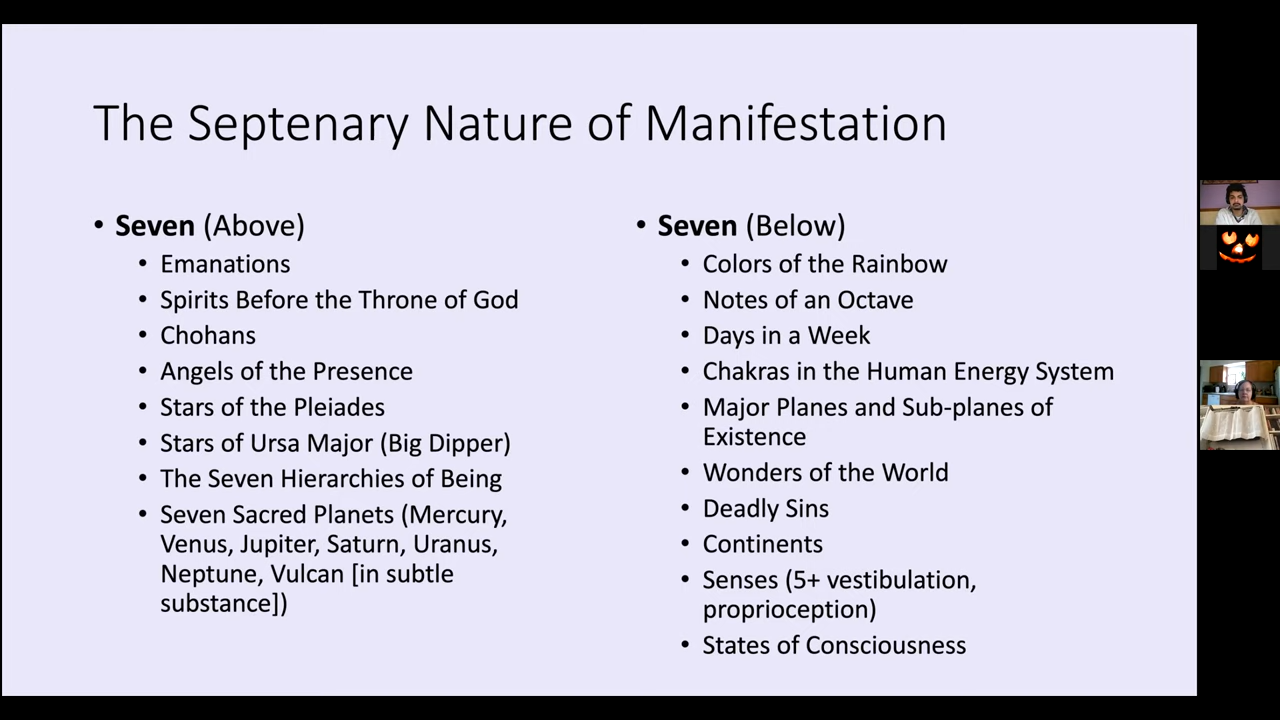 The Septenary Nature of Manifestation
• Seven (Above)
• Emanations
• Spirits Before the Throne of God
• Chohans
• Angels of the Presence
• Stars of the Pleiades
• Stars of Ursa Major (Big Dipper)
• The Seven Hierarchies of Being
• Seven Sacred Planets (Mercury,
Venus, Jupiter, Saturn, Uranus,
Neptune, Vulcan [in subtle
substance])
• Seven (Below)
• Colors of the Rainbow
• Notes of an Octave
• Days in a Week
• Chakras in the Human Energy System
• Major Planes and Sub-planes of
Existence
• Wonders of the World
• Deadly Sins
• Continents
• Senses (5+ vestibulation,
proprioception)
• States of Consciousness